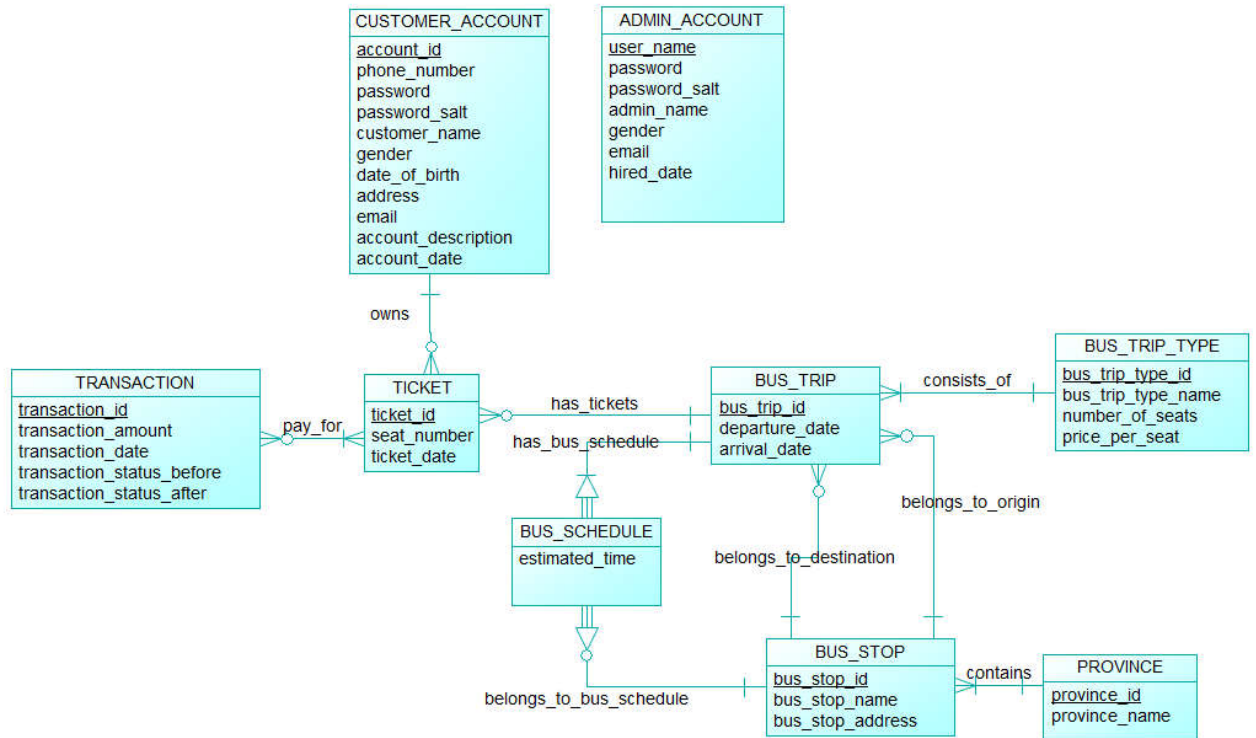 CUSTOMER_ACCOUNT
account_id
phone_number
password
password_salt
customer_name
gender
date_of_birth
address
email
account_description
account_date
ADMIN_ACCOUNT
user_name
password
password_salt
admin_name
gender
email
hired_date
owns
TRANSACTION
transaction_id
transaction_amount
transaction_date
transaction_status_before
transaction_status_after
pay_for
TICKET
ticket_id
seat_number
ticket_date
has_tickets
has_bus_schedule
BUS_TRIP
bus_trip_id
departure_date
arrival_date
consists_of
BUS_TRIP_TYPE
bus_trip_type_id
bus_trip_type_name
number_of_seats
price_per_seat
belongs_to_origin
BUS_SCHEDULE
estimated_time
belongs_to_destination
belongs_to_bus_schedule
BUS_STOP
bus_stop_id
bus_stop_name
bus_stop_address
contains
PROVINCE
province_id
province_name